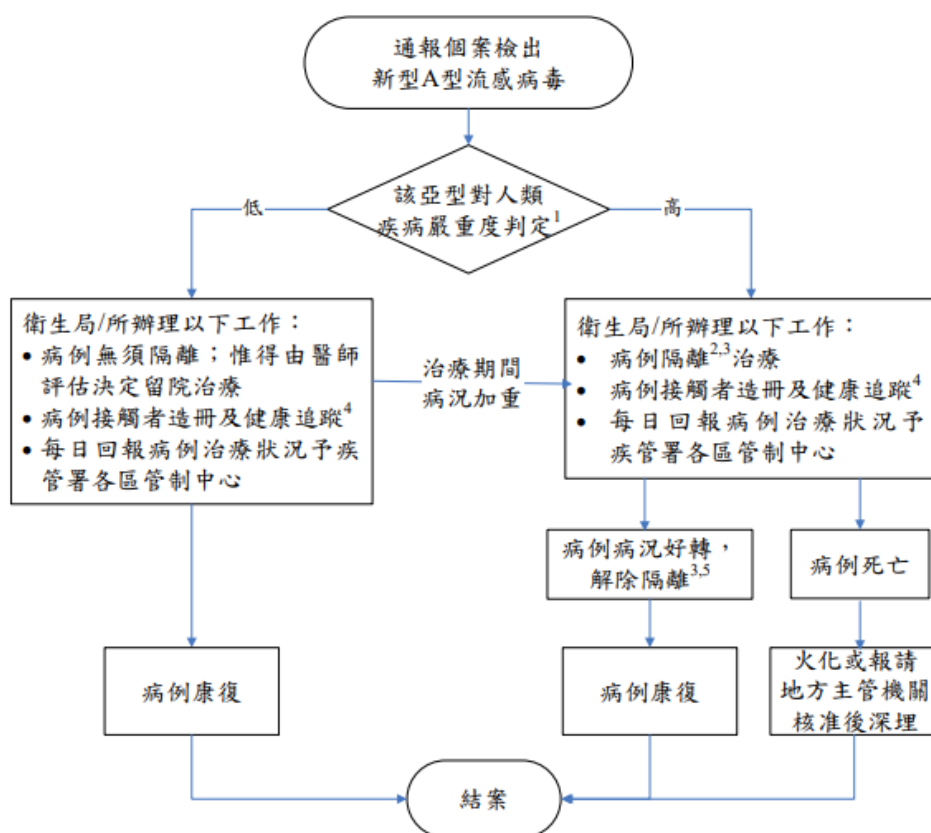 通報個案檢出
新型A型流感病毒
該亞型對人類
疾病嚴重度判定1
低
高
衛生局/所辦理以下工作：
• 病例無須隔離；惟得由醫師
評估決定留院治療
• 病例接觸者造冊及健康追蹤4
• 每日回報病例治療狀況予疾
管署各區管制中心
治療期間
病況加重
衛生局/所辦理以下工作：
• 病例隔離2,3治療
• 病例接觸者造冊及健康追蹤4
• 每日回報病例治療狀況予
疾管署各區管制中心
病例病況好轉，
解除隔離3,5
病例死亡
病例康復
病例康復
火化或報請
地方主管機關
核准後深埋
結案